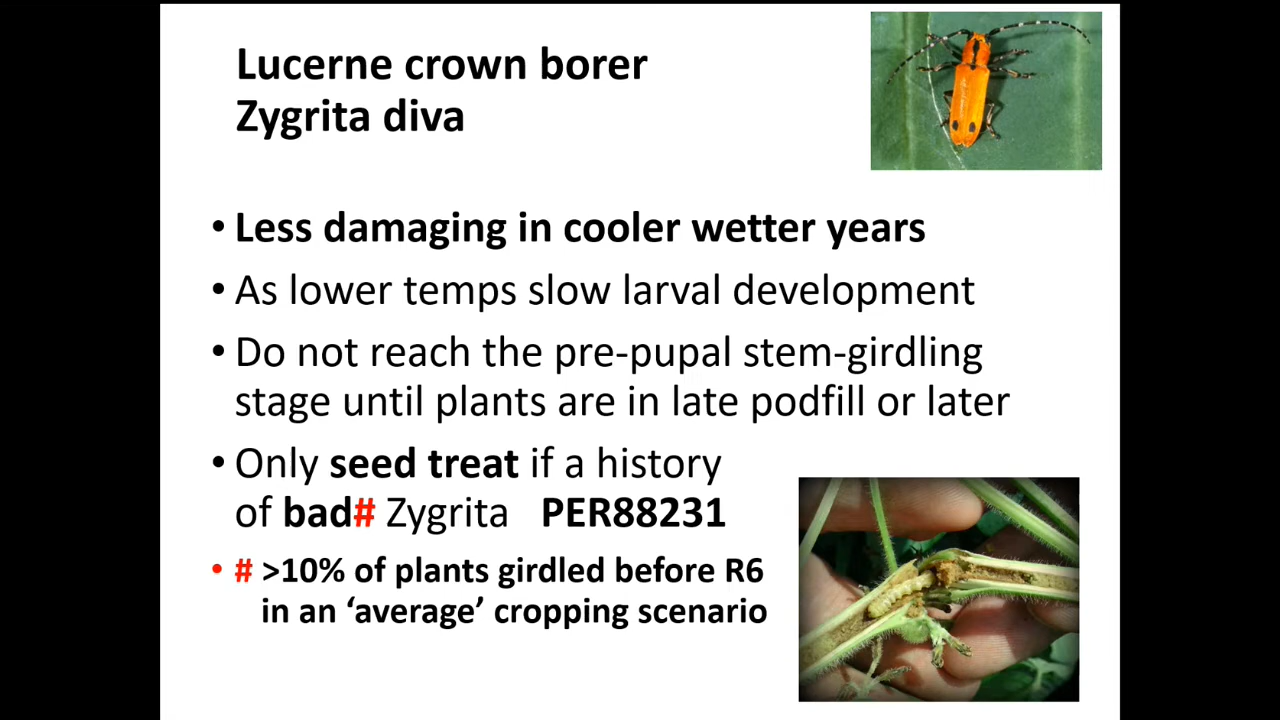 Lucerne crown borer
Zygrita diva
• Less damaging in cooler wetter years
• As lower temps slow larval development
• Do not reach the pre-pupal stem-girdling
stage until plants are in late podfill or later
• Only seed treat if a history
of bad# Zygrita PER88231
• # >10% of plants girdled before R6
in an ‘average’ cropping scenario